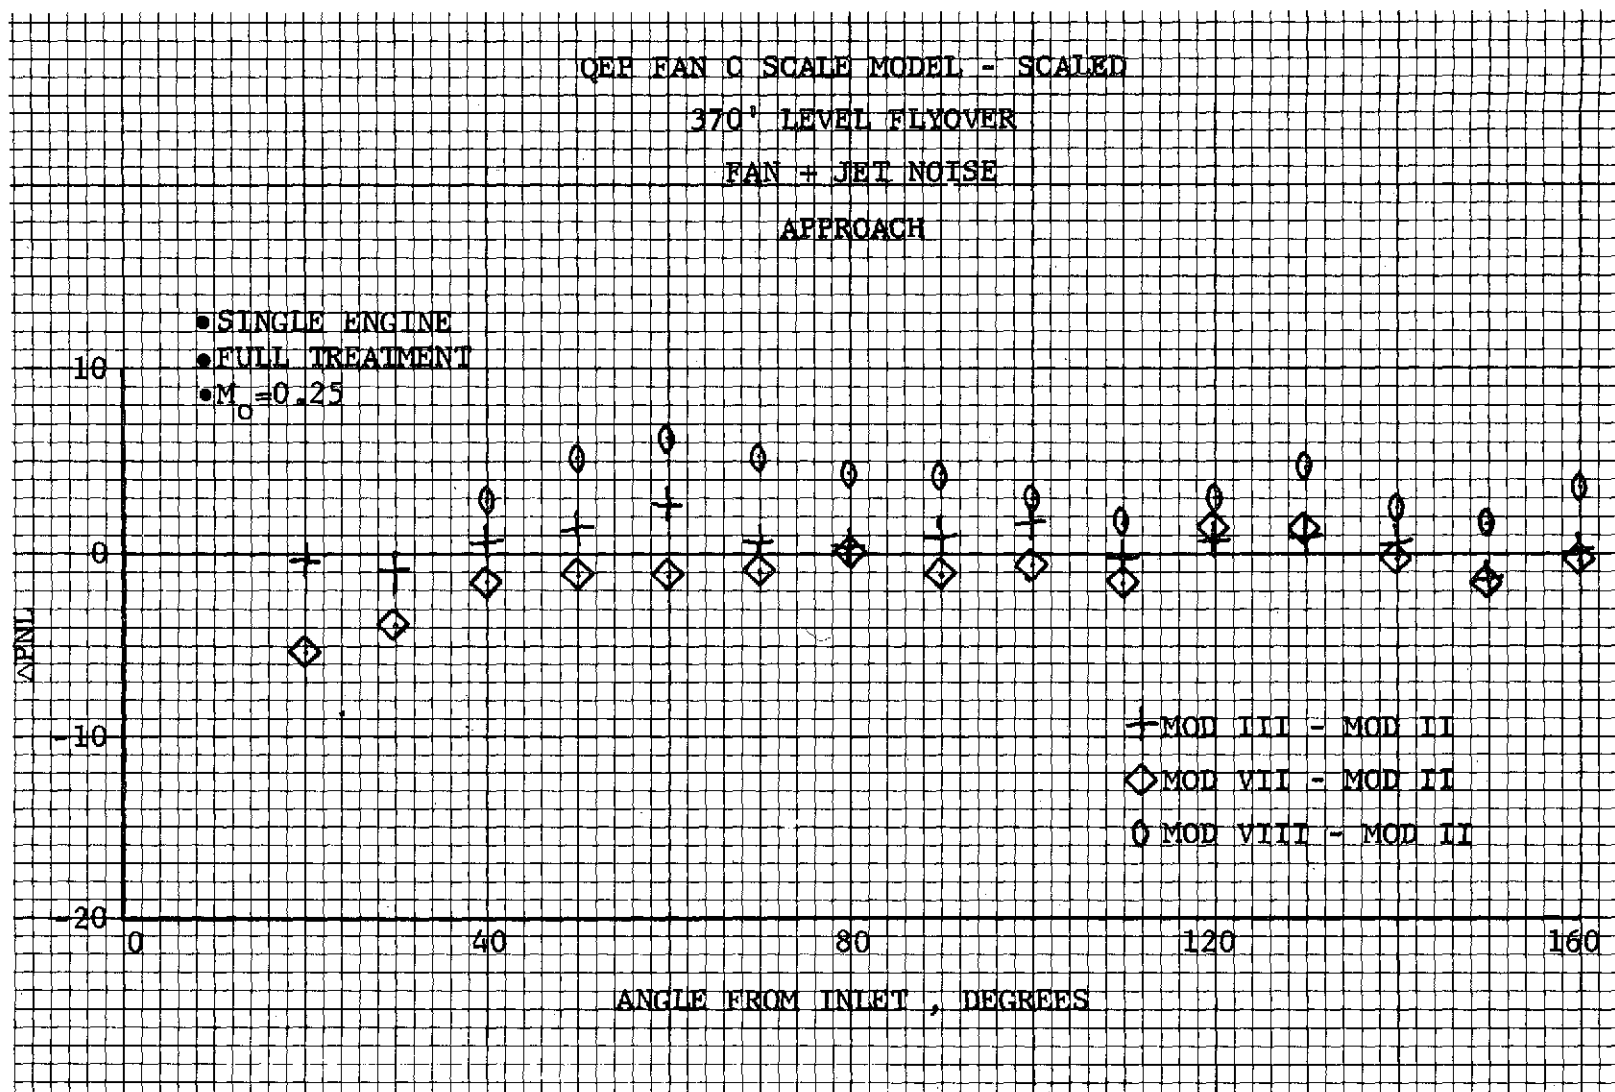 QEP FAN C SCALE MODEL - SCALED
370' LEVEL FLYOVER
FAN + JET NOISE
APPROACH
•SINGLE ENGINE
•FULL TREATMENT
•Mo=0.25
10
0
-10
-20
ΔPNL
MOD III - MOD II
MOD VII - MOD II
MOD VIII - MOD II
0 40 80 120 160
ANGLE FROM INLET , DEGREES